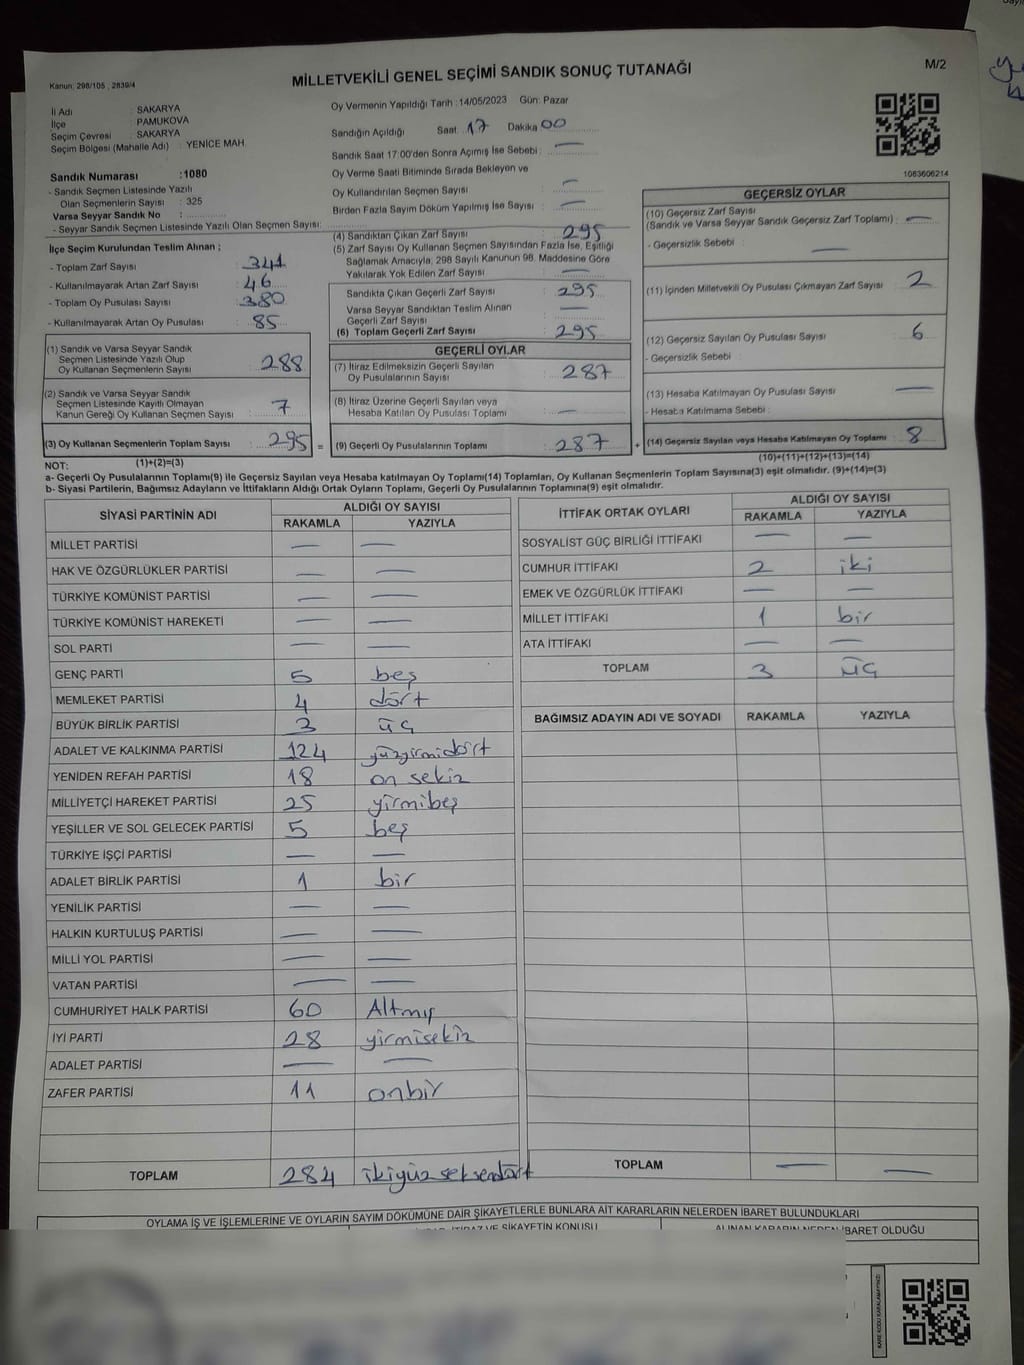 Kanun: 298/105 , 2839/4
MİLLETVEKİLİ GENEL SEÇİMİ SANDIK SONUÇ TUTANAĞI
M/2
İl Adı : SAKARYA
İlçe : PAMUKOVA
Seçim Çevresi : SAKARYA
Seçim Bölgesi (Mahalle Adı) : YENİCE MAH.
Sandık Numarası :1080
- Sandık Seçmen Listesinde Yazılı
Olan Seçmenlerin Sayısı : 325
Varsa Seyyar Sandık No :
- Seyyar Sandık Seçmen Listesinde Yazılı Olan Seçmen Sayısı:
İlçe Seçim Kurulundan Teslim Alınan ;
- Toplam Zarf Sayısı : 341
- Kullanılmayarak Artan Zarf Sayısı : 46
- Toplam Oy Pusulası Sayısı : 380
- Kullanılmayarak Artan Oy Pusulası : 85
(1) Sandık ve Varsa Seyyar Sandık
Seçmen Listesinde Yazılı Olup
Oy Kullanan Seçmenlerin Sayısı : 288
(2) Sandık ve Varsa Seyyar Sandık
Seçmen Listesinde Kayıtlı Olmayan
Kanun Gereği Oy Kullanan Seçmen Sayısı : 7
(3) Oy Kullanan Seçmenlerin Toplam Sayısı : 295 =
(1)+(2)=(3)
Oy Vermenin Yapıldığı Tarih :14/05/2023 Gün: Pazar
Sandığın Açıldığı Saat: 17 Dakika 00
Sandık Saat 17:00'den Sonra Açımış İse Sebebi : —
Oy Verme Saati Bitiminde Sırada Bekleyen ve
Oy Kullandırılan Seçmen Sayısı : —
Birden Fazla Sayım Döküm Yapılmış İse Sayısı : —
(4) Sandıktan Çıkan Zarf Sayısı : 295
(5) Zarf Sayısı Oy Kullanan Seçmen Sayısından Fazla İse, Eşitliği
Sağlamak Amacıyla, 298 Sayılı Kanunun 98. Maddesine Göre
Yakılarak Yok Edilen Zarf Sayısı : —
Sandıkta Çıkan Geçerli Zarf Sayısı : 295
Varsa Seyyar Sandıktan Teslim Alınan
Geçerli Zarf Sayısı : —
(6) Toplam Geçerli Zarf Sayısı : 295
GEÇERLİ OYLAR
(7) İtiraz Edilmeksizin Geçerli Sayılan
Oy Pusulalarının Sayısı : 287
(8) İtiraz Üzerine Geçerli Sayılan veya
Hesaba Katılan Oy Pusulası Toplamı : —
(9) Geçerli Oy Pusulalarının Toplamı : 287 +
1063606214
GEÇERSİZ OYLAR
(10) Geçersiz Zarf Sayısı
(Sandık ve Varsa Seyyar Sandık Geçersiz Zarf Toplamı) : —
- Geçersizlik Sebebi : —
(11) İçinden Milletvekili Oy Pusulası Çıkmayan Zarf Sayısı : 2
(12) Geçersiz Sayılan Oy Pusulası Sayısı : 6
- Geçersizlik Sebebi :
(13) Hesaba Katılmayan Oy Pusulası Sayısı : —
- Hesaba Katılmama Sebebi :
(14) Geçersiz Sayılan veya Hesaba Katılmayan Oy Toplamı : 8
(10)+(11)+(12)+(13)=(14)
NOT:
a- Geçerli Oy Pusulalarının Toplamı(9) ile Geçersiz Sayılan veya Hesaba katılmayan Oy Toplamı(14) Toplamları, Oy Kullanan Seçmenlerin Toplam Sayısına(3) eşit olmalıdır. (9)+(14)=(3)
b- Siyasi Partilerin, Bağımsız Adayların ve İttifakların Aldığı Ortak Oyların Toplamı, Geçerli Oy Pusulalarının Toplamına(9) eşit olmalıdır.
SİYASİ PARTİNİN ADI ALDIĞI OY SAYISI
RAKAMLA YAZIYLA
MİLLET PARTİSİ — —
HAK VE ÖZGÜRLÜKLER PARTİSİ — —
TÜRKİYE KOMÜNİST PARTİSİ — —
TÜRKİYE KOMÜNİST HAREKETİ — —
SOL PARTİ — —
GENÇ PARTİ 5 beş
MEMLEKET PARTİSİ 4 dört
BÜYÜK BİRLİK PARTİSİ 3 üç
ADALET VE KALKINMA PARTİSİ 124 yüzyirmidört
YENİDEN REFAH PARTİSİ 18 on sekiz
MİLLİYETÇİ HAREKET PARTİSİ 25 yirmibeş
YEŞİLLER VE SOL GELECEK PARTİSİ 5 beş
TÜRKİYE İŞÇİ PARTİSİ — —
ADALET BİRLİK PARTİSİ 1 bir
YENİLİK PARTİSİ — —
HALKIN KURTULUŞ PARTİSİ — —
MİLLİ YOL PARTİSİ — —
VATAN PARTİSİ — —
CUMHURİYET HALK PARTİSİ 60 Altmış
İYİ PARTİ 28 yirmisekiz
ADALET PARTİSİ — —
ZAFER PARTİSİ 11 onbir
TOPLAM 284 ikiyüz seksendört
İTTİFAK ORTAK OYLARI ALDIĞI OY SAYISI
RAKAMLA YAZIYLA
SOSYALİST GÜÇ BİRLİĞİ İTTİFAKI — —
CUMHUR İTTİFAKI 2 iki
EMEK VE ÖZGÜRLÜK İTTİFAKI — —
MİLLET İTTİFAKI 1 bir
ATA İTTİFAKI — —
TOPLAM 3 üç
BAĞIMSIZ ADAYIN ADI VE SOYADI RAKAMLA YAZIYLA
TOPLAM — —
OYLAMA İŞ VE İŞLEMLERİNE VE OYLARIN SAYIM DÖKÜMÜNE DAİR ŞİKAYETLERLE BUNLARA AİT KARARLARIN NELERDEN İBARET BULUNDUKLARI
İTİRAZ VE ŞİKAYETİN KONUSU ALINAN KARARIN NEDEN İBARET OLDUĞU
KARE KODU KARALAMAYINIZ!